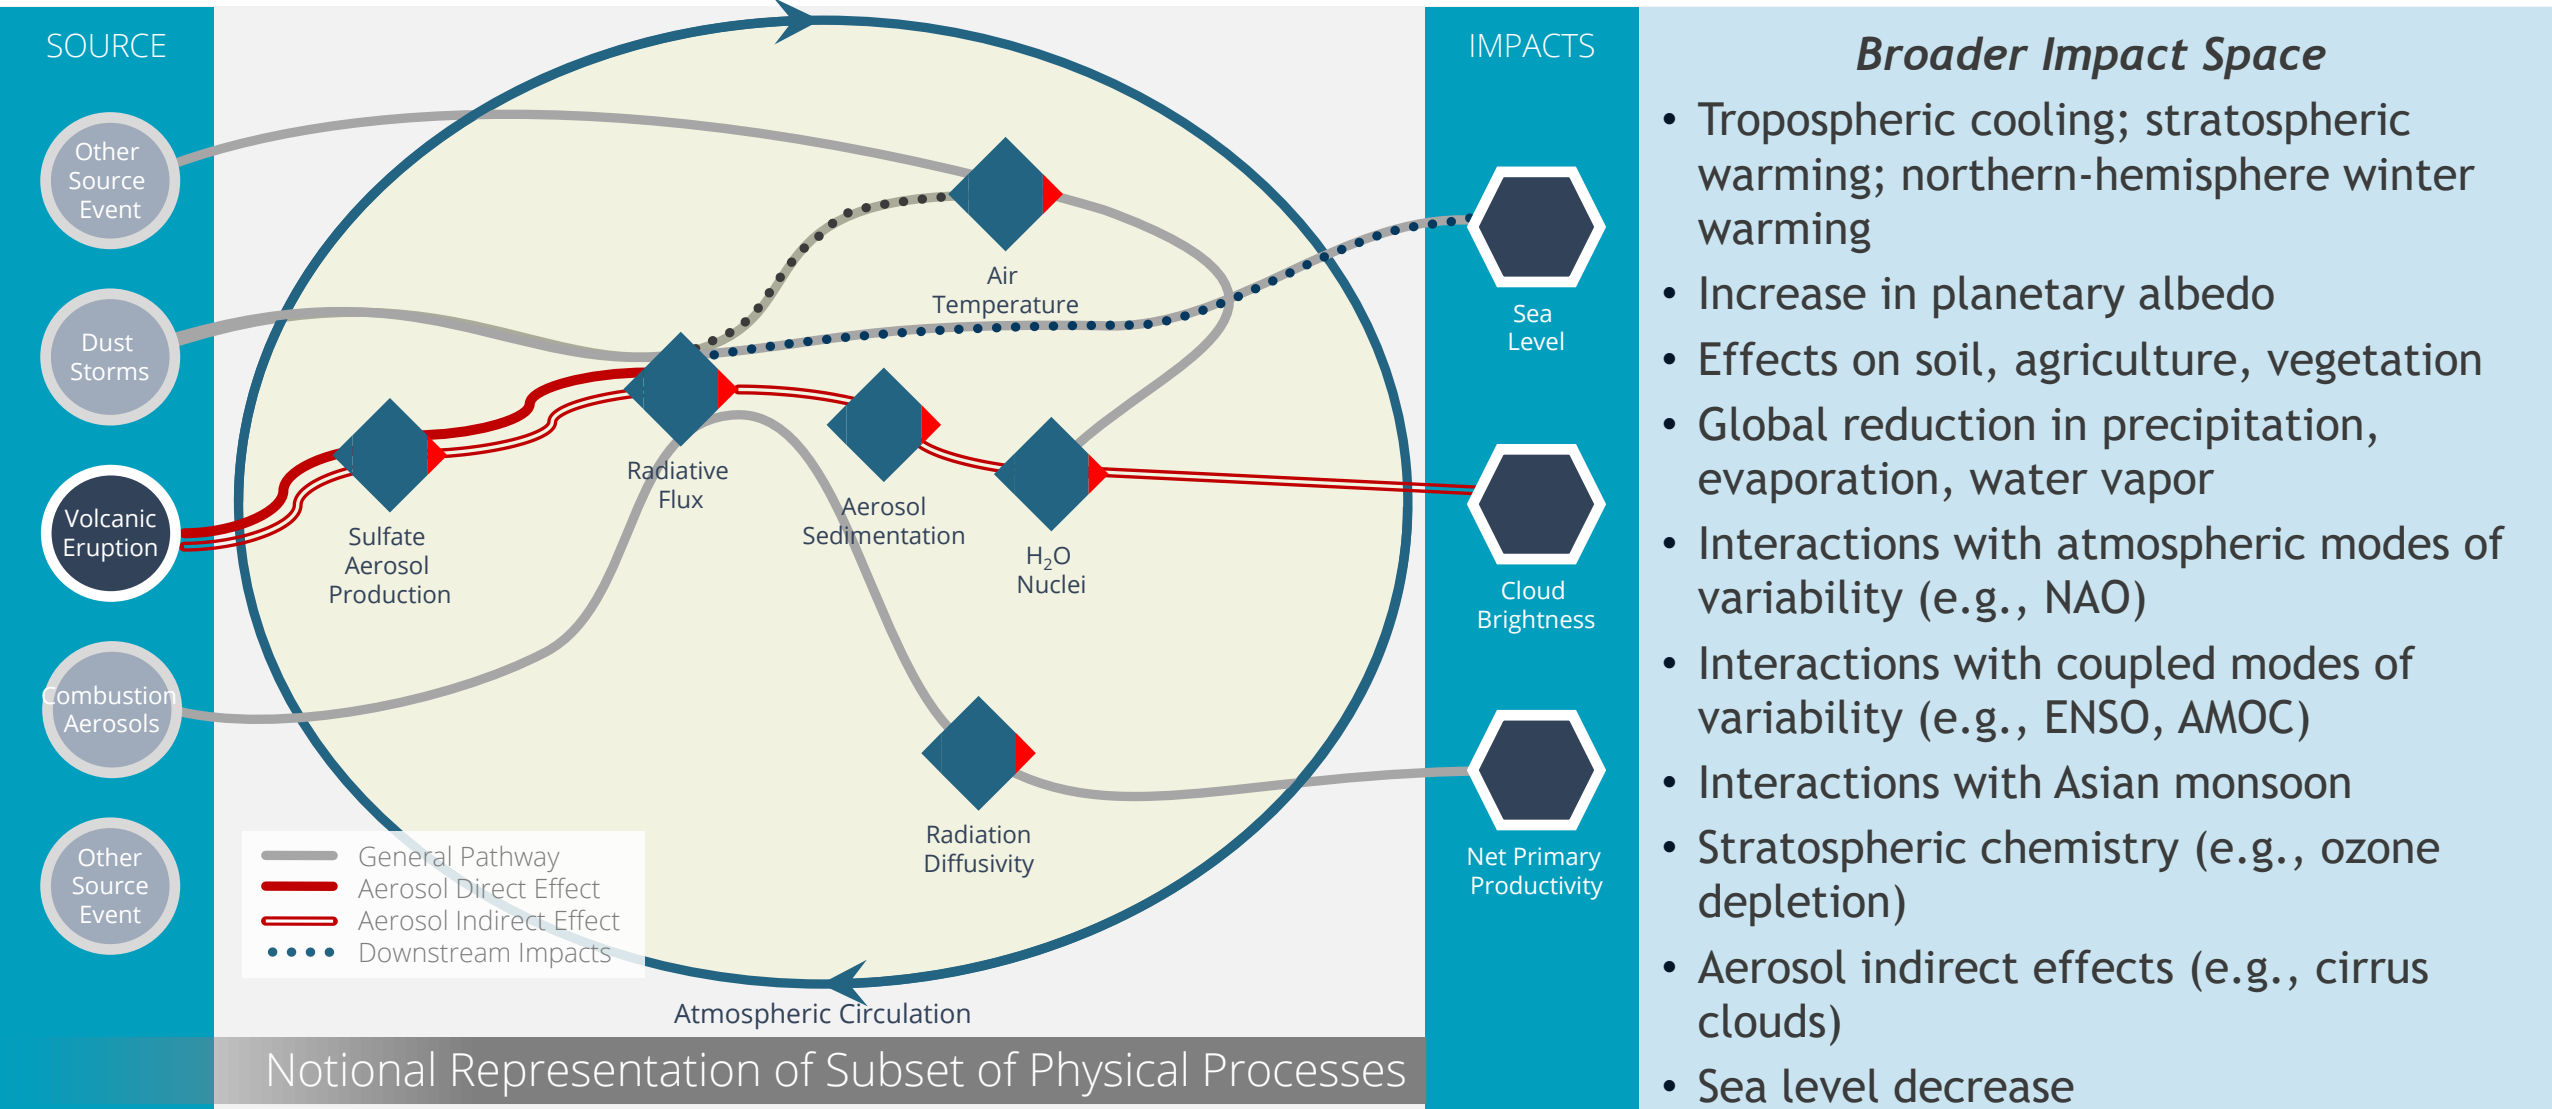 SOURCE
Other
Source
Event
Dust
Storms
Volcanic
Eruption
Combustion
Aerosols
Other
Source
Event
Air
Temperature
Radiative
Flux
Sulfate
Aerosol
Production
Aerosol
Sedimentation
H₂O
Nuclei
Radiation
Diffusivity
General Pathway
Aerosol Direct Effect
Aerosol Indirect Effect
Downstream Impacts
Atmospheric Circulation
Notional Representation of Subset of Physical Processes
IMPACTS
Sea
Level
Cloud
Brightness
Net Primary
Productivity
Broader Impact Space
• Tropospheric cooling; stratospheric
warming; northern-hemisphere winter
warming
• Increase in planetary albedo
• Effects on soil, agriculture, vegetation
• Global reduction in precipitation,
evaporation, water vapor
• Interactions with atmospheric modes of
variability (e.g., NAO)
• Interactions with coupled modes of
variability (e.g., ENSO, AMOC)
• Interactions with Asian monsoon
• Stratospheric chemistry (e.g., ozone
depletion)
• Aerosol indirect effects (e.g., cirrus
clouds)
• Sea level decrease